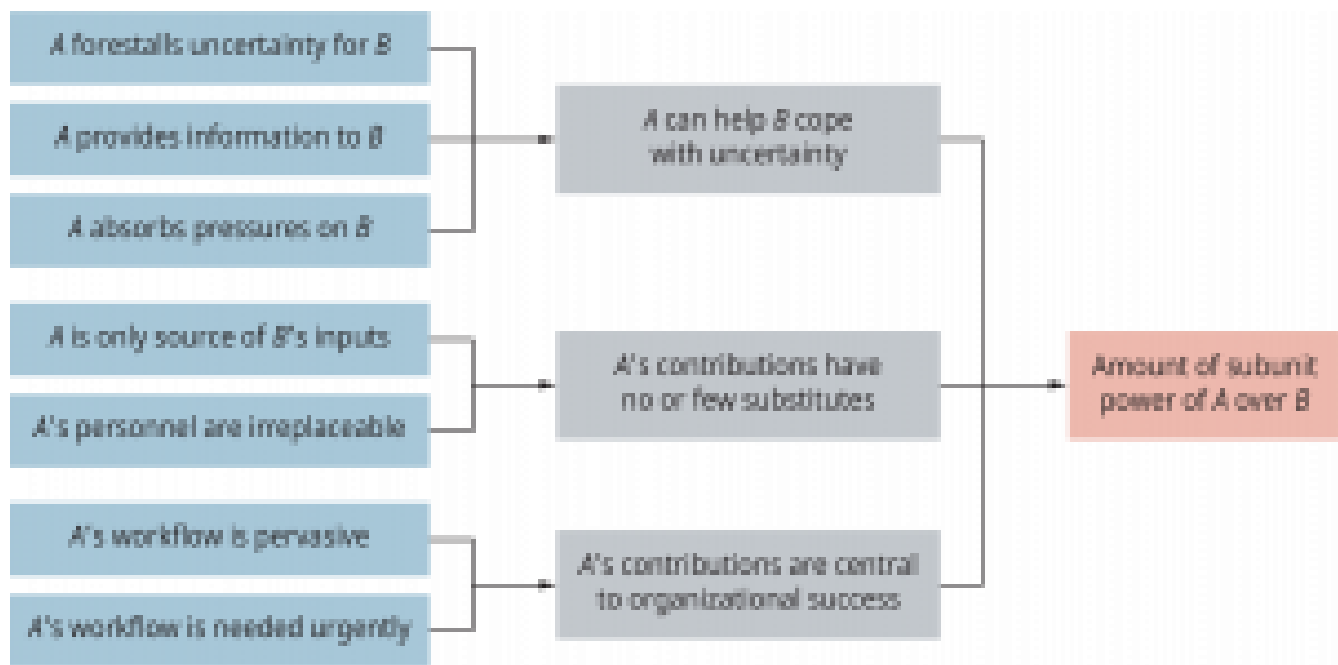 A forestalls uncertainty for B
A provides information to B
A absorbs pressures on B
A can help B cope
with uncertainty
A is only source of B's inputs
A's personnel are irreplaceable
A's contributions have
no or few substitutes
Amount of subunit
power of A over B
A's workflow is pervasive
A's workflow is needed urgently
A's contributions are central
to organizational success